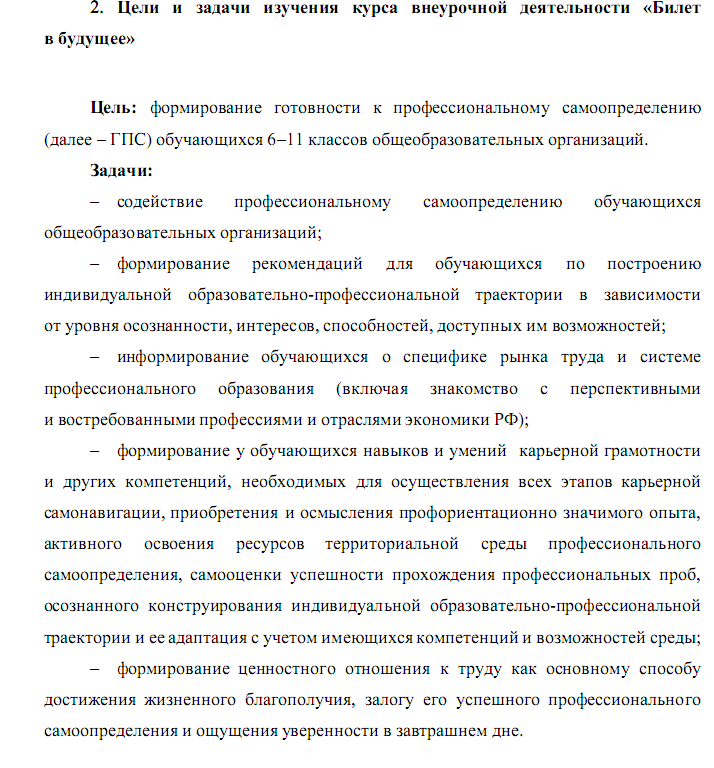 2. Цели и задачи изучения курса внеурочной деятельности «Билет
в будущее»
Цель: формирование готовности к профессиональному самоопределению
(далее – ГПС) обучающихся 6–11 классов общеобразовательных организаций.
Задачи:
– содействие профессиональному самоопределению обучающихся
общеобразовательных организаций;
– формирование рекомендаций для обучающихся по построению
индивидуальной образовательно-профессиональной траектории в зависимости
от уровня осознанности, интересов, способностей, доступных им возможностей;
– информирование обучающихся о специфике рынка труда и системе
профессионального образования (включая знакомство с перспективными
и востребованными профессиями и отраслями экономики РФ);
– формирование у обучающихся навыков и умений карьерной грамотности
и других компетенций, необходимых для осуществления всех этапов карьерной
самонавигации, приобретения и осмысления профориентационно значимого опыта,
активного освоения ресурсов территориальной среды профессионального
самоопределения, самооценки успешности прохождения профессиональных проб,
осознанного конструирования индивидуальной образовательно-профессиональной
траектории и ее адаптация с учетом имеющихся компетенций и возможностей среды;
– формирование ценностного отношения к труду как основному способу
достижения жизненного благополучия, залогу его успешного профессионального
самоопределения и ощущения уверенности в завтрашнем дне.